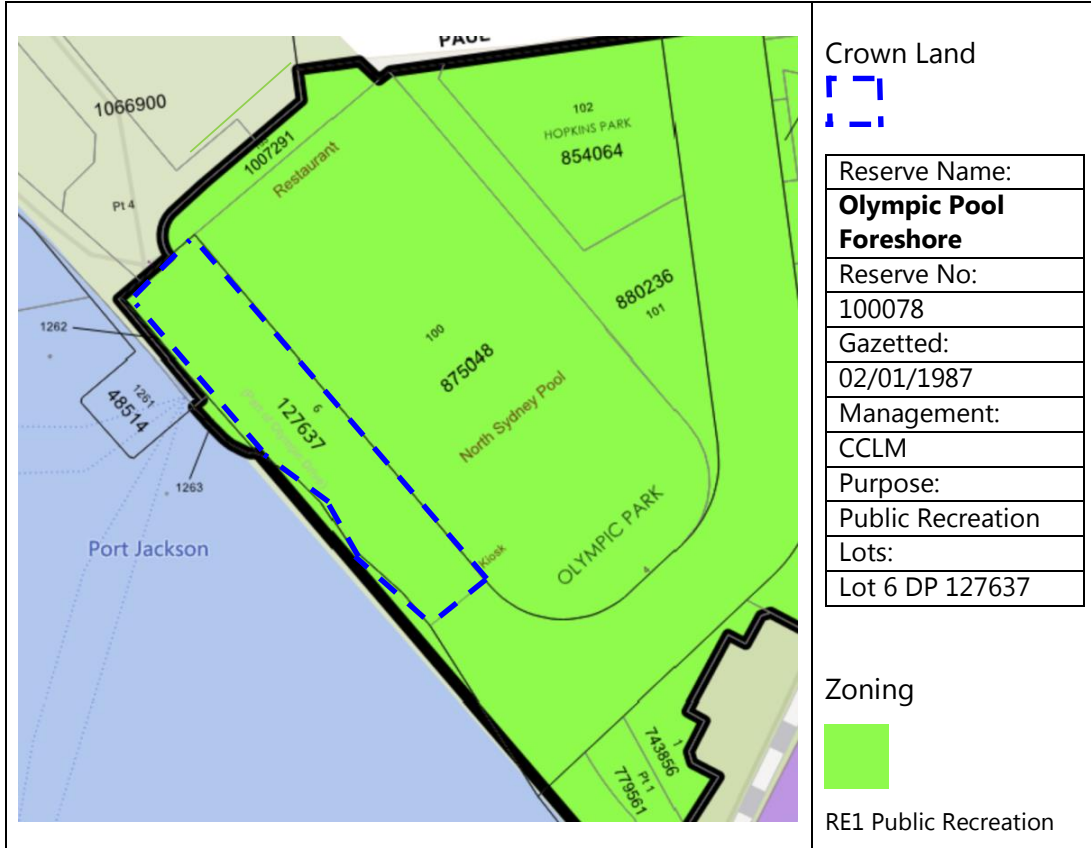 PAUL
1066900
102
HOPKINS PARK
854064
1007291
Restaurant
Pt 4
880236
101
1262
100
875048
1261
48514
6
127637
North Sydney Pool
1263
Port Jackson
Kiosk
OLYMPIC PARK
4
1
743856
Pt 1
779561
Crown Land
Reserve Name:
Olympic Pool
Foreshore
Reserve No:
100078
Gazetted:
02/01/1987
Management:
CCLM
Purpose:
Public Recreation
Lots:
Lot 6 DP 127637
Zoning
RE1 Public Recreation